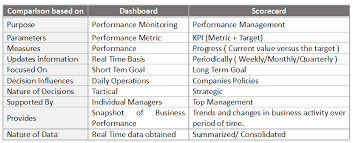 Comparison based on Dashboard Scorecard
Purpose Performance Monitoring Performance Management
Parameters Performance Metric KPI (Metric + Target)
Measures Performance Progress ( Current value versus the target )
Updates information Real Time Basis Periodically ( Weekly/Monthly/Quarterly )
Focused On Short Tem Goal Long Term Goal
Decision Influences Daily Operations Companies Policies
Nature of Decisions Tactical Strategic
Supported By Individual Managers Top Management
Provides Snapshot of Business Performance Trends and changes in business activity over period of time.
Nature of Data Real Time data obtained Summarized/ Consolidated